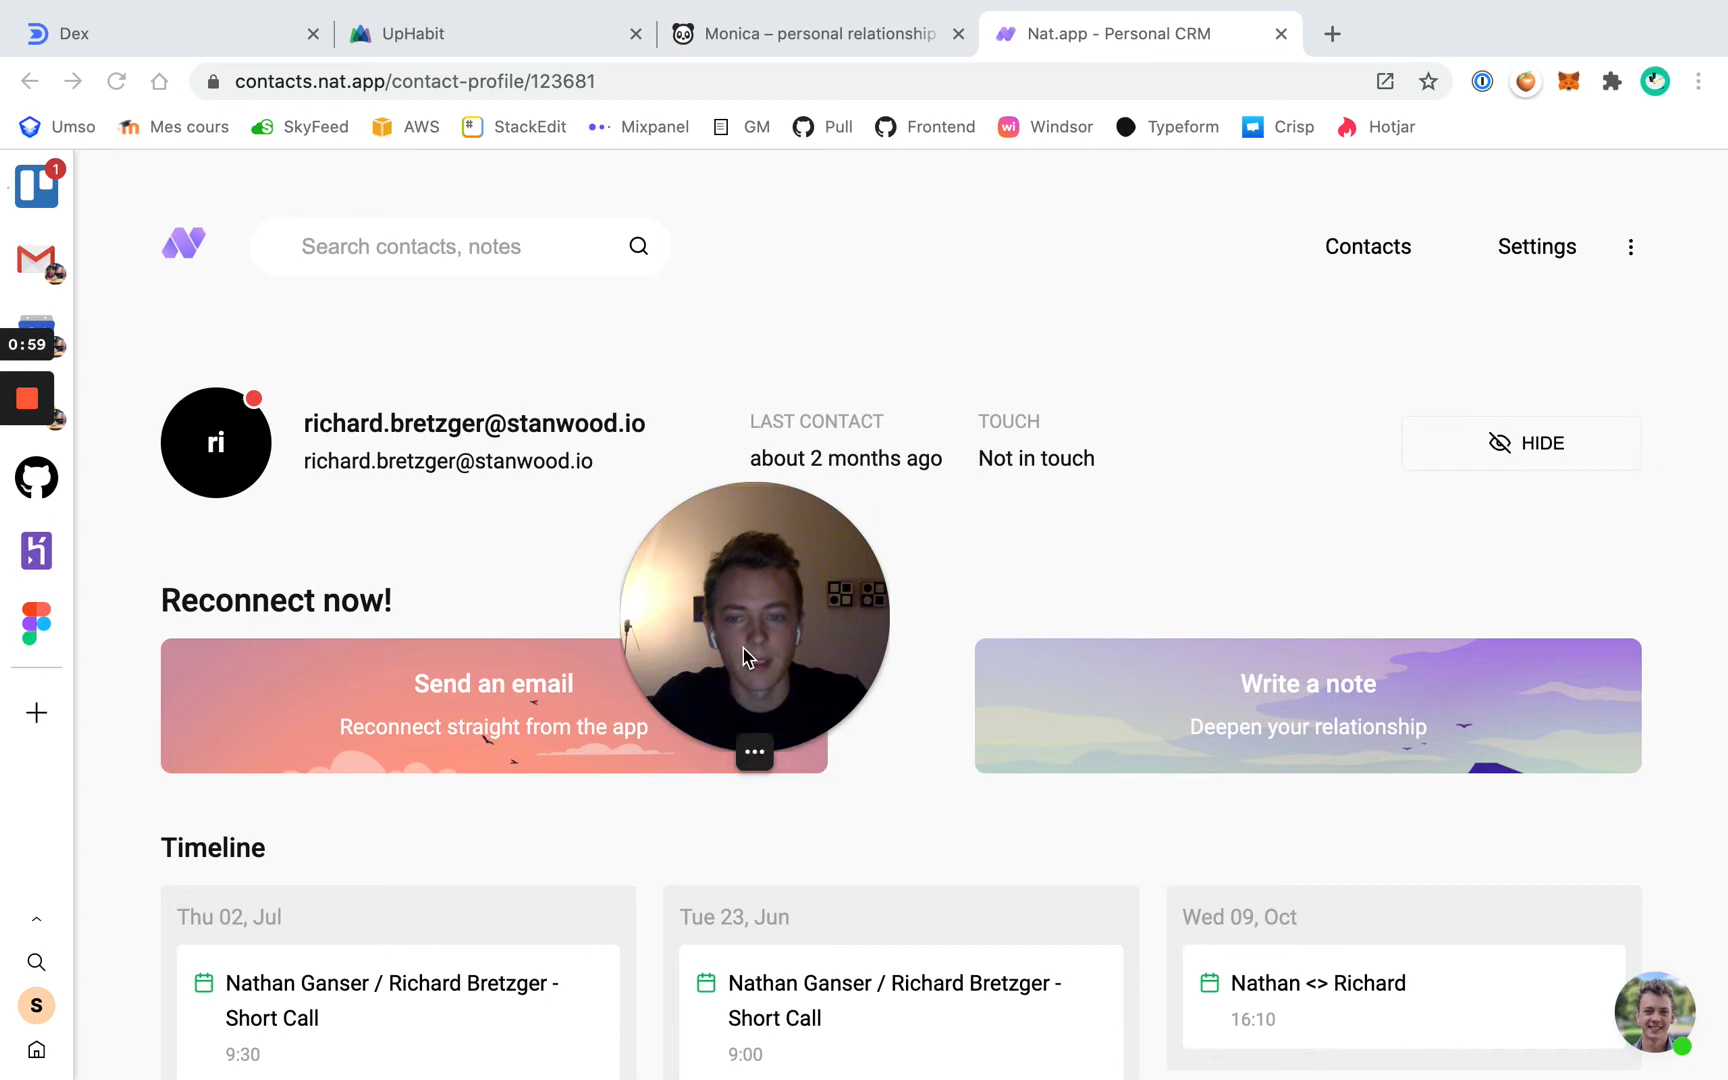 Dex
UpHabit
Monica – personal relationship
Nat.app - Personal CRM
contacts.nat.app/contact-profile/123681
Umso
Mes cours
SkyFeed
AWS
StackEdit
Mixpanel
GM
Pull
Frontend
wi
Windsor
Typeform
Crisp
Hotjar
1
Search contacts, notes
Contacts
Settings
0:59
ri
richard.bretzger@stanwood.io
richard.bretzger@stanwood.io
LAST CONTACT
about 2 months ago
TOUCH
Not in touch
HIDE
Reconnect now!
Send an email
Reconnect straight from the app
Write a note
Deepen your relationship
Timeline
Thu 02, Jul
Nathan Ganser / Richard Bretzger -
Short Call
9:30
Tue 23, Jun
Nathan Ganser / Richard Bretzger -
Short Call
9:00
Wed 09, Oct
Nathan <> Richard
16:10
S